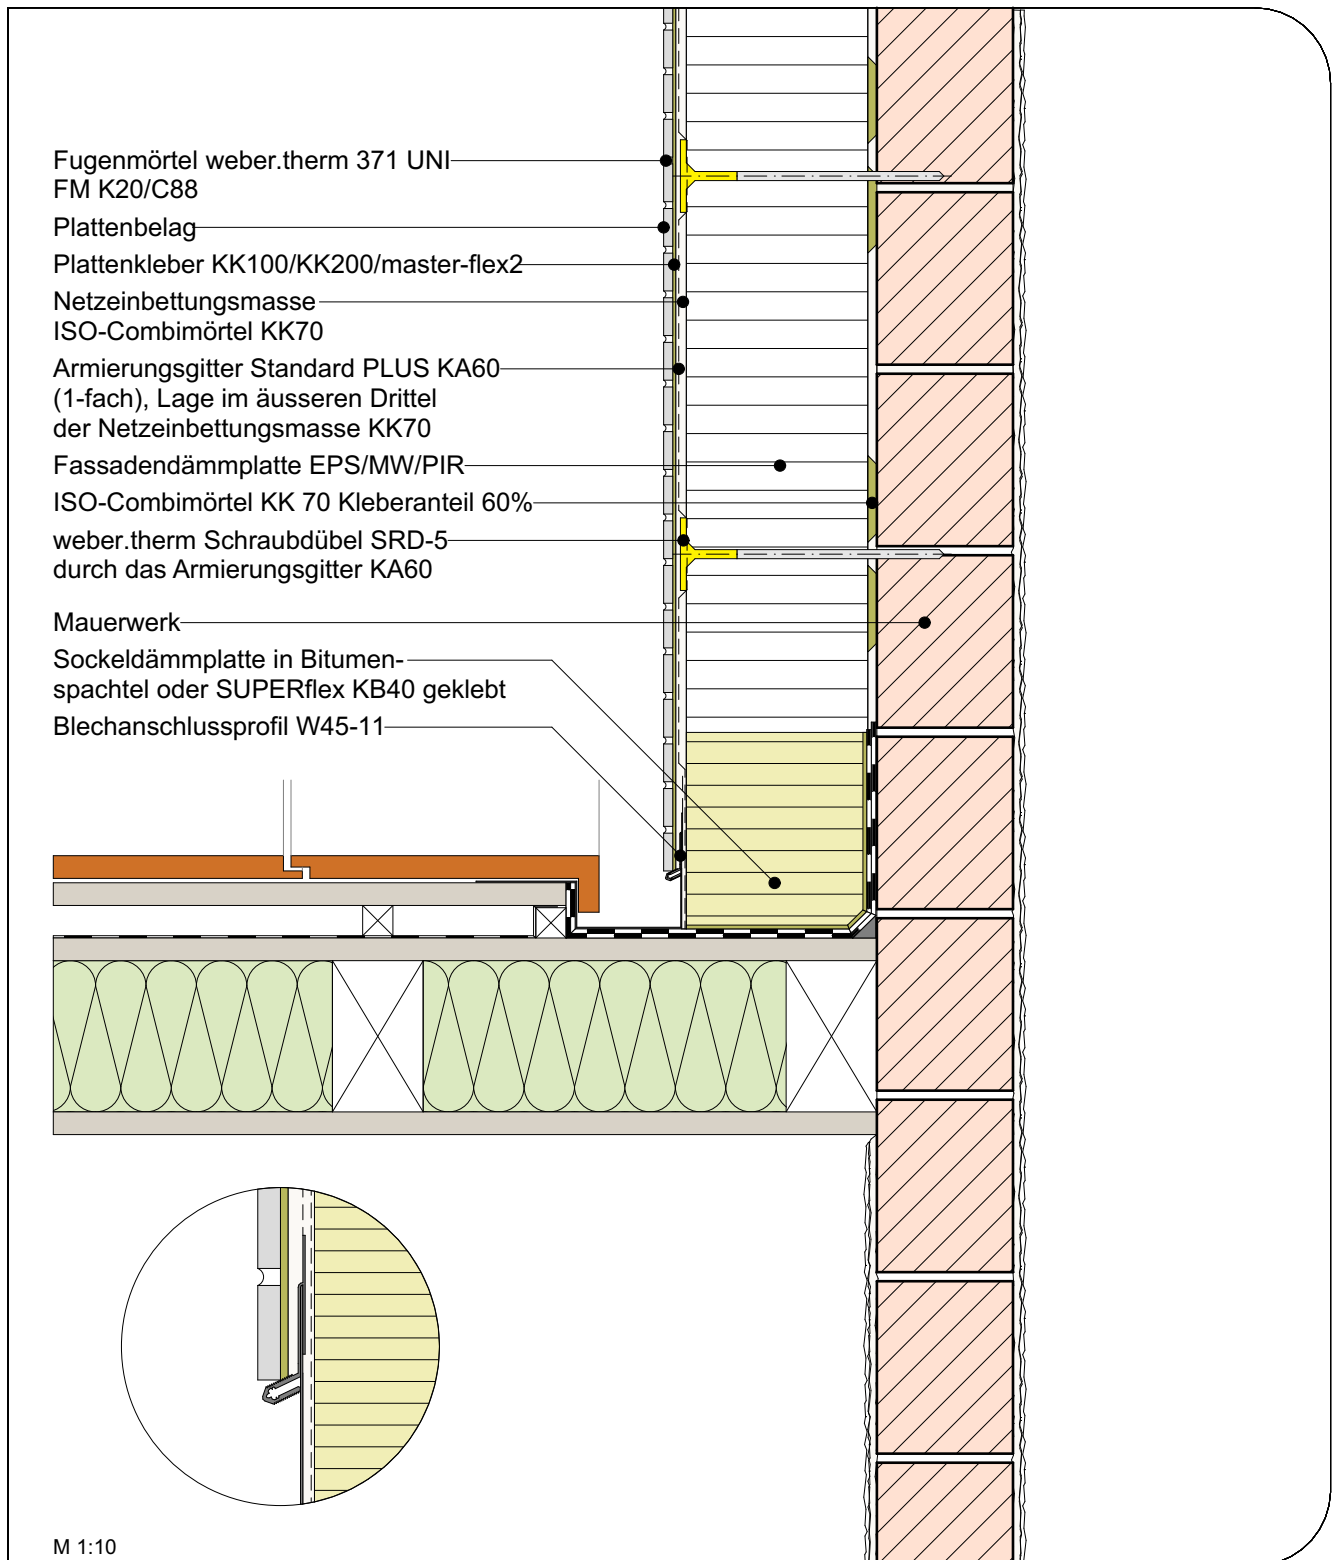 Fugenmörtel weber.therm 371 UNI
FM K20/C88
Plattenbelag
Plattenkleber KK100/KK200/master-flex2
Netzeinbettungsmasse
ISO-Combimörtel KK70
Armierungsgitter Standard PLUS KA60
(1-fach), Lage im äusseren Drittel
der Netzeinbettungsmasse KK70
Fassadendämmplatte EPS/MW/PIR
ISO-Combimörtel KK 70 Kleberanteil 60%
weber.therm Schraubdübel SRD-5
durch das Armierungsgitter KA60
Mauerwerk
Sockeldämmplatte in Bitumen-
spachtel oder SUPERflex KB40 geklebt
Blechanschlussprofil W45-11
M 1:10